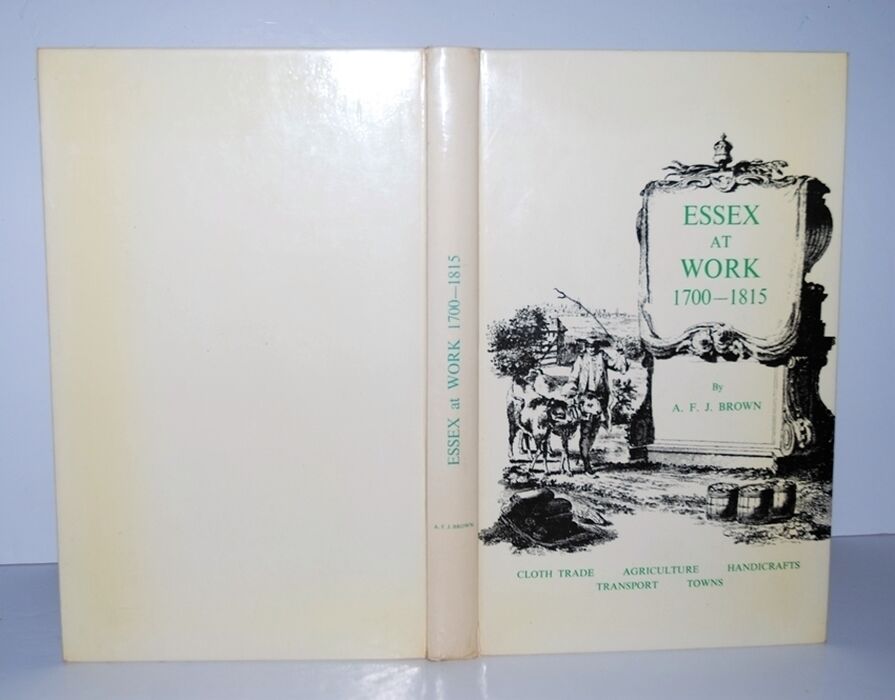 ESSEX at WORK 1700—1815
A. F. J. BROWN
ESSEX
AT
WORK
1700—1815
By
A. F. J. BROWN
CLOTH TRADE AGRICULTURE HANDICRAFTS
TRANSPORT TOWNS